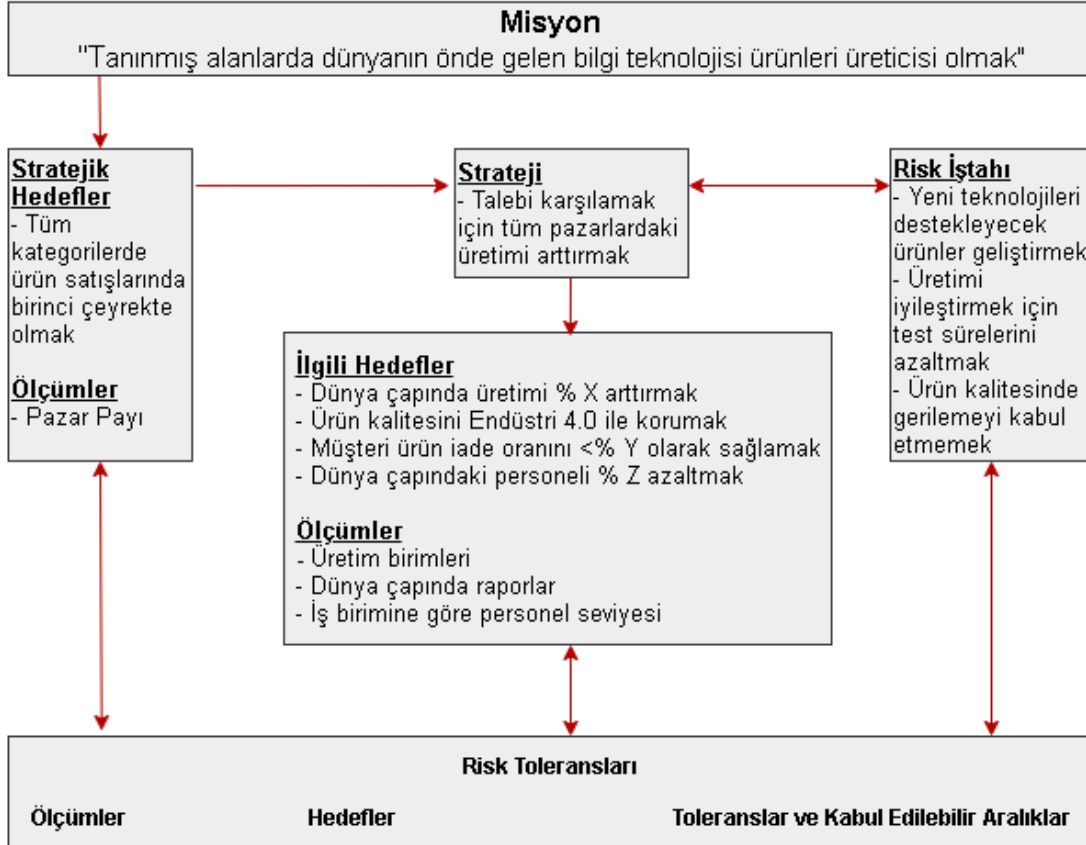 Misyon
"Tanınmış alanlarda dünyanın önde gelen bilgi teknolojisi ürünleri üreticisi olmak"
Stratejik
Hedefler
- Tüm
kategorilerde
ürün satışlarında
birinci çeyrekte
olmak
Ölçümler
- Pazar Payı
Strateji
- Talebi karşılamak
için tüm pazarlardaki
üretimi arttırmak
Risk İştahı
- Yeni teknolojileri
destekleyecek
ürünler geliştirmek
- Üretimi
iyileştirmek için
test sürelerini
azaltmak
- Ürün kalitesinde
gerilemeyi kabul
etmemek
İlgili Hedefler
- Dünya çapında üretimi % X arttırmak
- Ürün kalitesini Endüstri 4.0 ile korumak
- Müşteri ürün iade oranını <% Y olarak sağlamak
- Dünya çapındaki personeli % Z azaltmak
Ölçümler
- Üretim birimleri
- Dünya çapında raporlar
- İş birimine göre personel seviyesi
Risk Toleransları
Ölçümler Hedefler Toleranslar ve Kabul Edilebilir Aralıklar